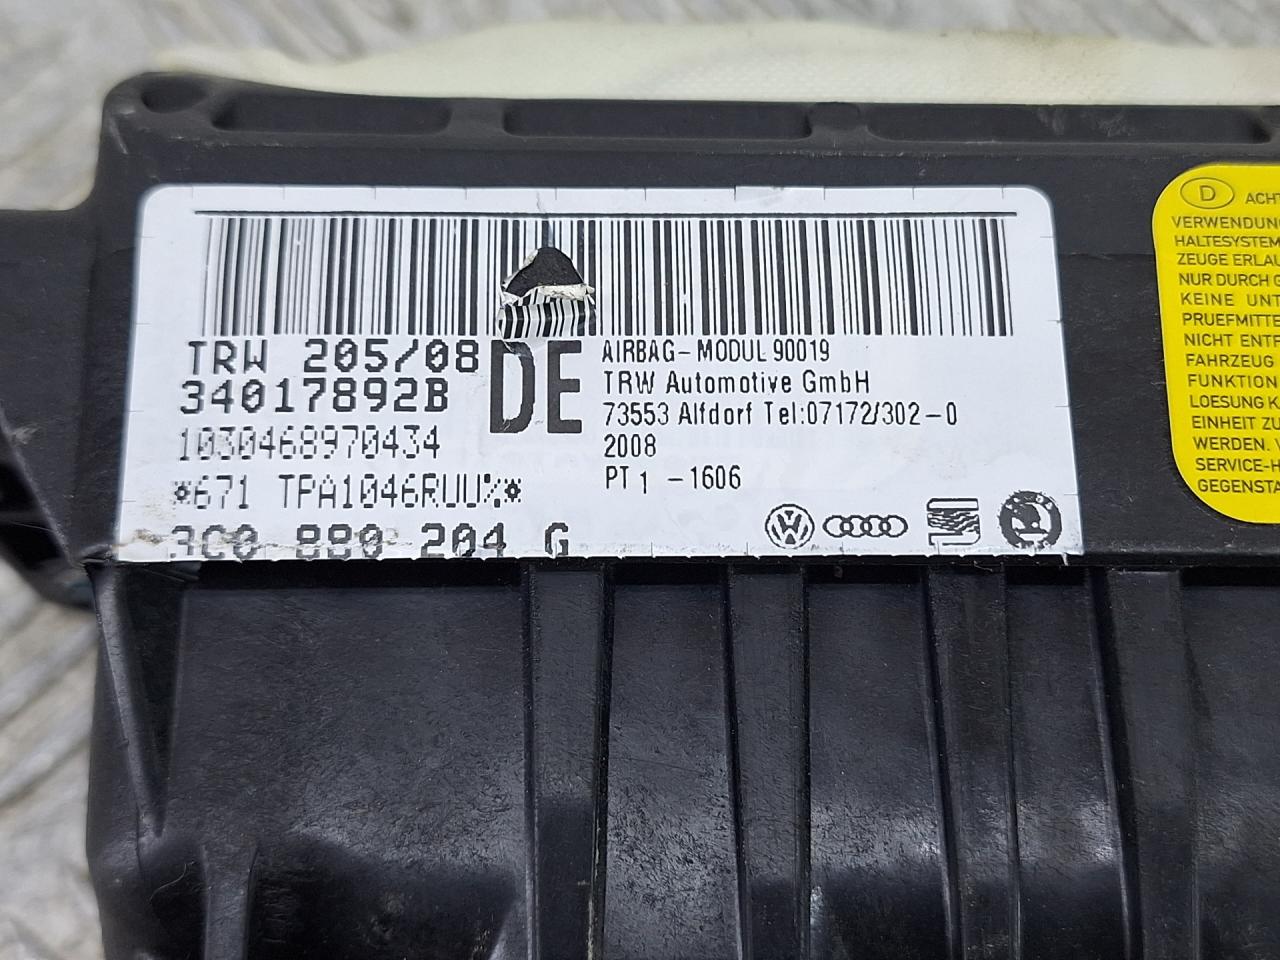 TRW 205/08
34017892B
1030468970434
*671 TPA1046RUU%*
3C0 880 204 G
DE
AIRBAG-MODUL 90019
TRW Automotive GmbH
73553 Alfdorf Tel:07172/302-0
2008
PT 1 -1606
D
VERWENDUNG
HALTESYSTEM
ZEUGE ERLAU
NUR DURCH G
KEINE UNT
PRUEFMITTE
NICHT ENTF
FAHRZEUG
FUNKTION
LOESUNG K
EINHEIT ZU
WERDEN. V
SERVICE-H
GEGENSTA